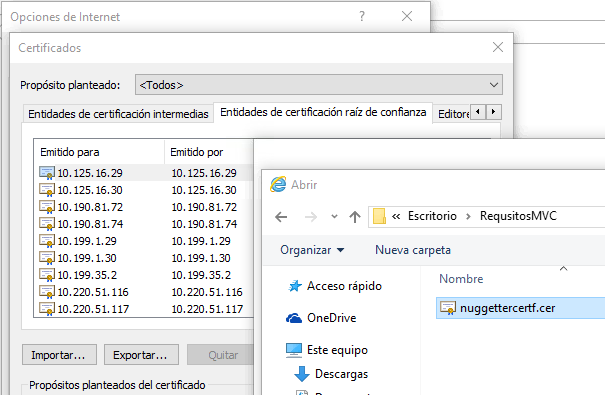 Opciones de Internet ?
Certificados
Propósito planteado: <Todos>
Entidades de certificación intermedias Entidades de certificación raíz de confianza Editore
Emitido para Emitido por
10.125.16.29 10.125.16.29
10.125.16.30 10.125.16.30
10.190.81.72 10.190.81.72
10.190.81.74 10.190.81.74
10.199.1.29 10.199.1.29
10.199.1.30 10.199.1.30
10.199.35.2 10.199.35.2
10.220.51.116 10.220.51.116
10.220.51.117 10.220.51.117
Importar... Exportar... Quitar
Propósitos planteados del certificado
Abrir
« Escritorio > RequsitosMVC
Organizar Nueva carpeta
Nombre
Acceso rápido
nuggettercertf.cer
OneDrive
Este equipo
Descargas
Documentos